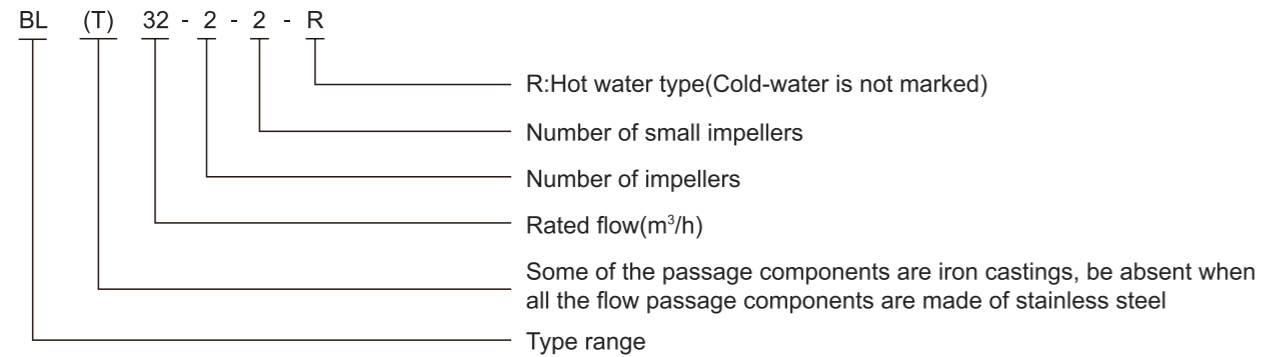 BL (T) 32 - 2 - 2 - R
R:Hot water type(Cold-water is not marked)
Number of small impellers
Number of impellers
Rated flow(m³/h)
Some of the passage components are iron castings, be absent when
all the flow passage components are made of stainless steel
Type range